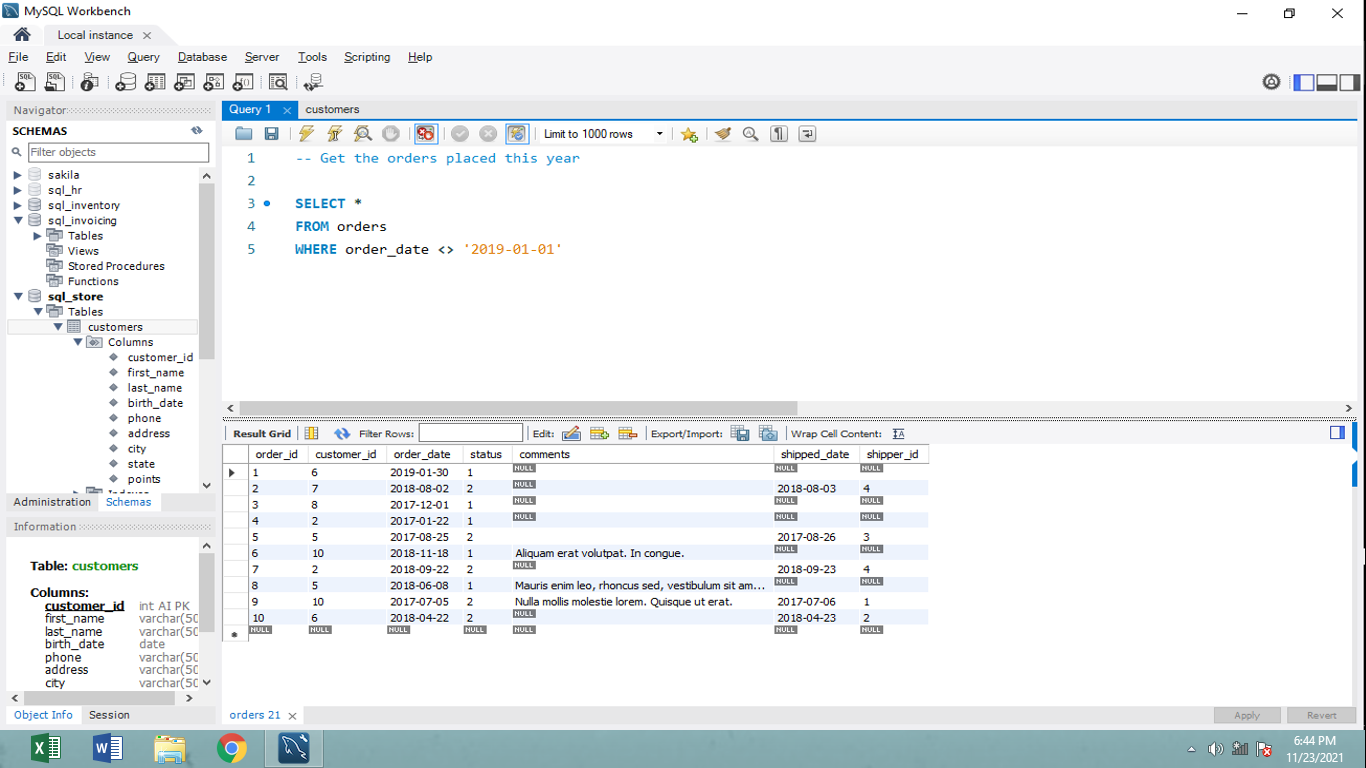 MySQL Workbench
Local instance
File Edit View Query Database Server Tools Scripting Help
Navigator
SCHEMAS
Filter objects
sakila
sql_hr
sql_inventory
sql_invoicing
Tables
Views
Stored Procedures
Functions
sql_store
Tables
customers
Columns
customer_id
first_name
last_name
birth_date
phone
address
city
state
points
Indexes
Administration Schemas
Information
Table: customers
Columns:
customer_id int AI PK
first_name varchar(50
last_name varchar(50
birth_date date
phone varchar(50
address varchar(50
city varchar(50
Object Info Session
Query 1 customers
Limit to 1000 rows
1 -- Get the orders placed this year
2
3 SELECT *
4 FROM orders
5 WHERE order_date <> '2019-01-01'
Result Grid Filter Rows: Edit: Export/Import: Wrap Cell Content: IA
order_id customer_id order_date status comments shipped_date shipper_id
1 6 2019-01-30 1 NULL NULL NULL
2 7 2018-08-02 2 NULL 2018-08-03 4
3 8 2017-12-01 1 NULL NULL NULL
4 2 2017-01-22 1 NULL NULL NULL
5 5 2017-08-25 2 2017-08-26 3
6 10 2018-11-18 1 Aliquam erat volutpat. In congue. NULL NULL
7 2 2018-09-22 2 NULL 2018-09-23 4
8 5 2018-06-08 1 Mauris enim leo, rhoncus sed, vestibulum sit am... NULL NULL
9 10 2017-07-05 2 Nulla mollis molestie lorem. Quisque ut erat. 2017-07-06 1
10 6 2018-04-22 2 NULL 2018-04-23 2
NULL NULL NULL NULL NULL NULL NULL
orders 21
Apply Revert
6:44 PM
11/23/2021